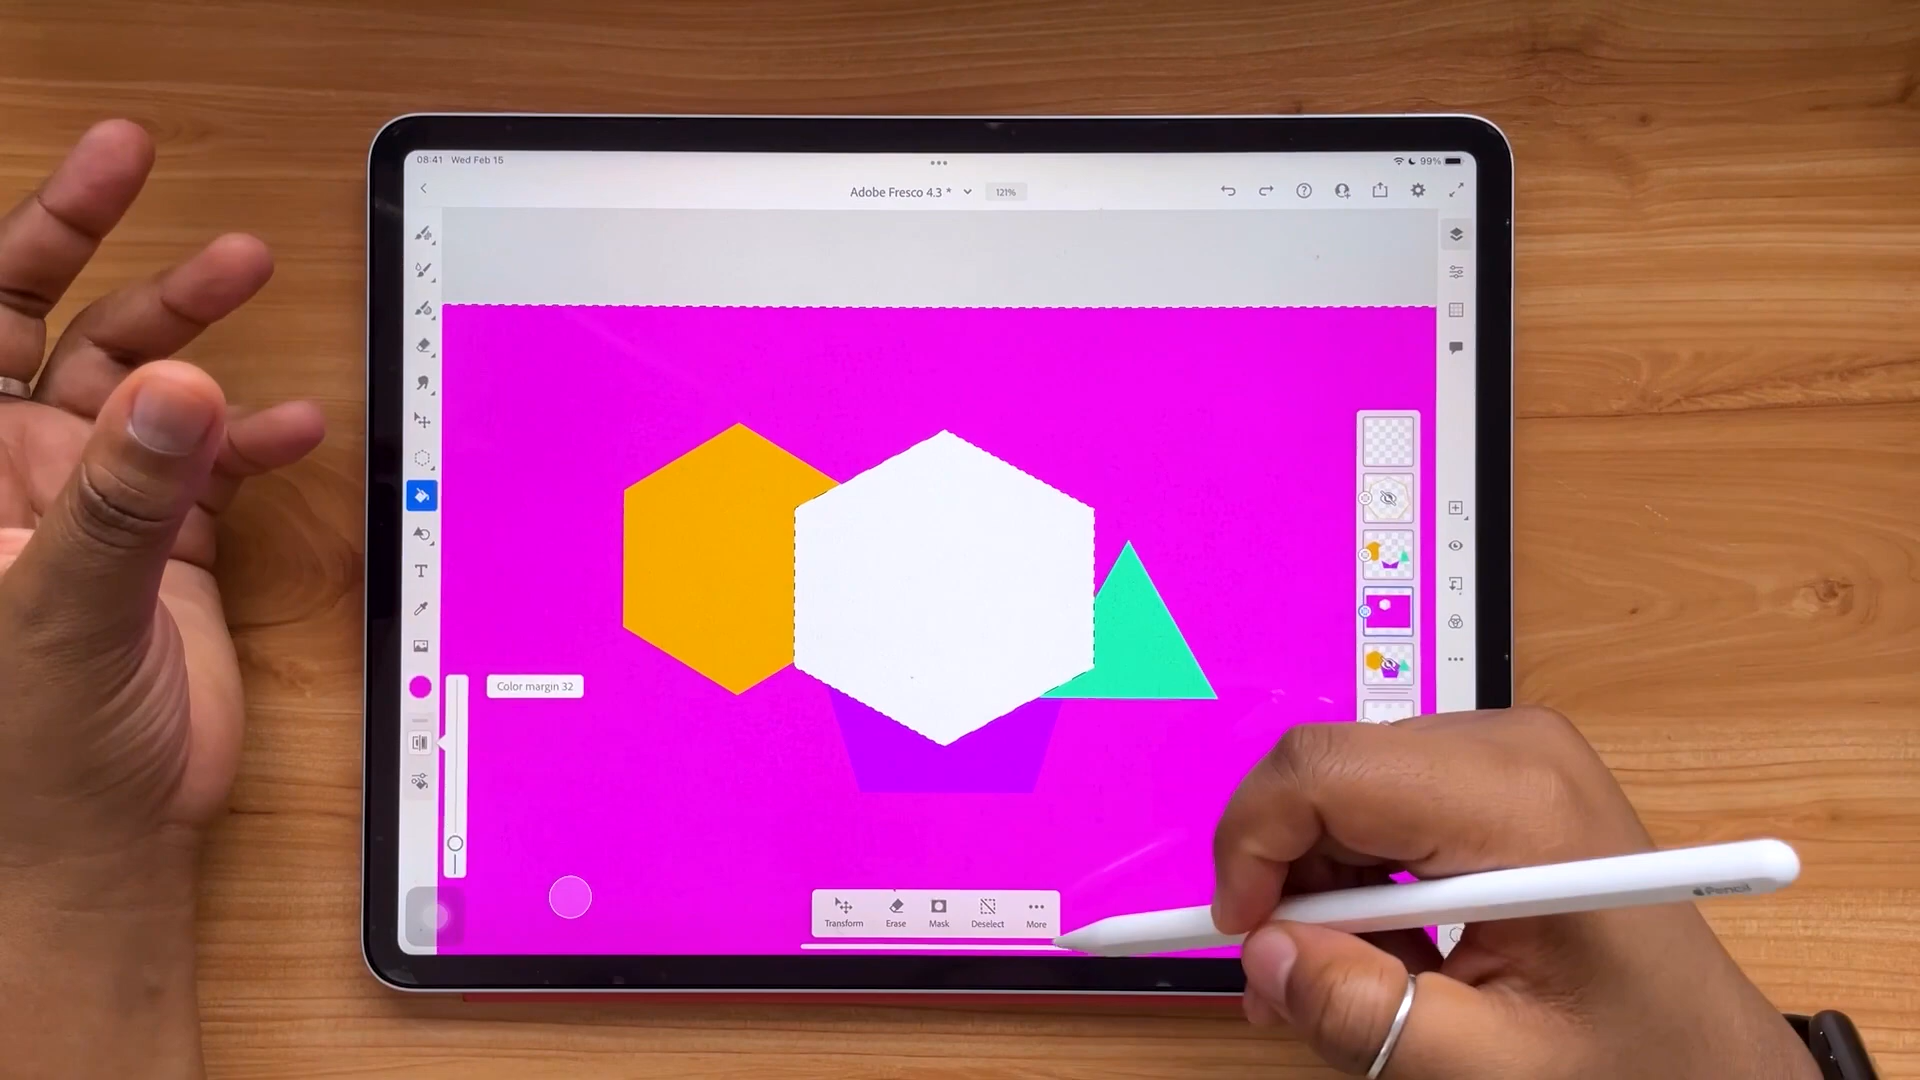 08:41 Wed Feb 15
99%
Adobe Fresco 4.3 *
121%
T
Color margin 32
Transform
Erase
Mask
Deselect
More
Pencil